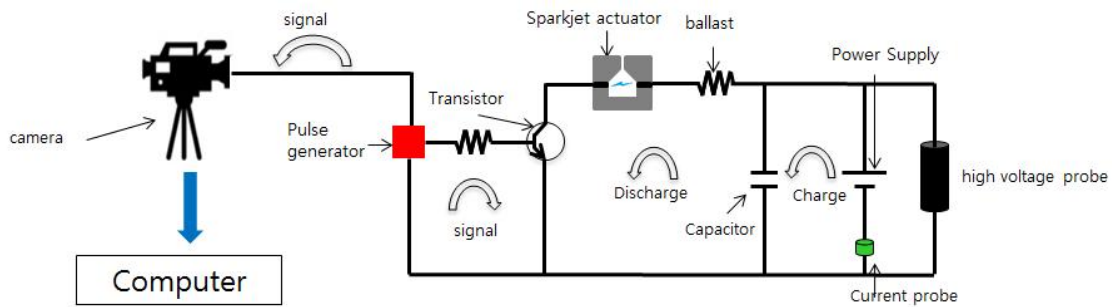 signal
Sparkjet actuator
ballast
Power Supply
Transistor
camera
Pulse
generator
high voltage probe
Discharge
Charge
signal
Capacitor
Computer
Current probe